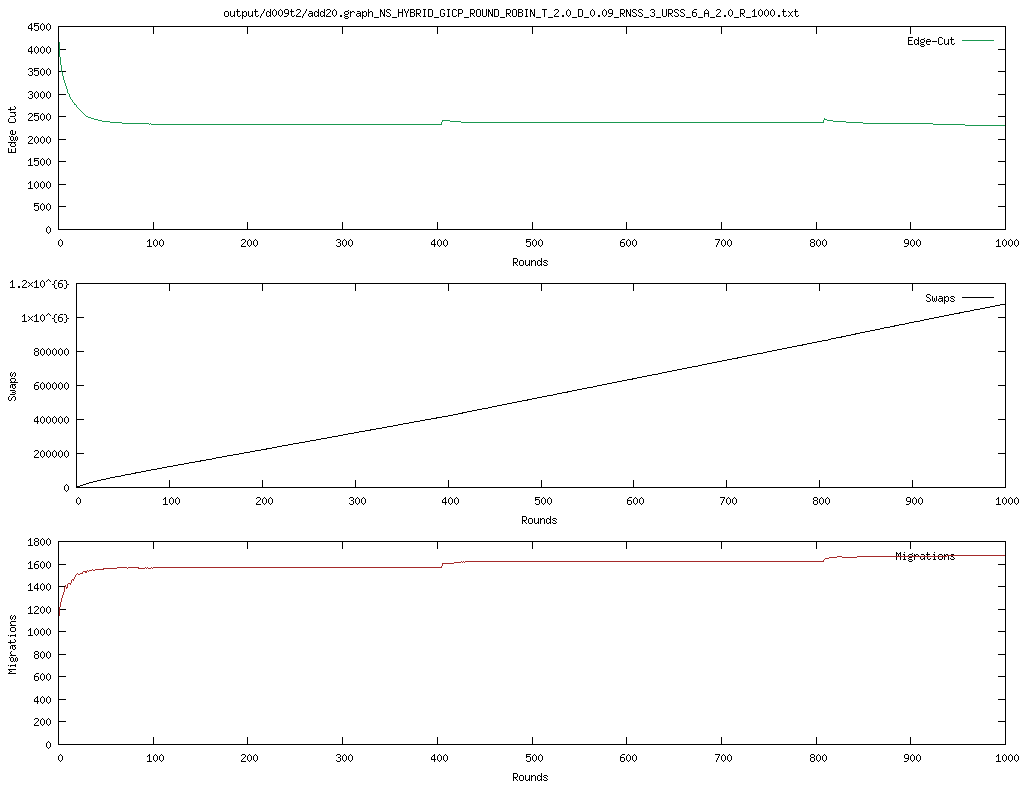 output/d009t2/add20.graph_NS_HYBRID_GICP_ROUND_ROBIN_T_2.0_D_0.09_RNSS_3_URSS_6_A_2.0_R_1000.txt
4500
4000
3500
3000
2500
2000
1500
1000
500
0
Edge Cut
Edge-Cut
0 100 200 300 400 500 600 700 800 900 1000
Rounds
1.2×10^{6}
1×10^{6}
800000
600000
400000
200000
0
Swaps
Swaps
0 100 200 300 400 500 600 700 800 900 1000
Rounds
1800
1600
1400
1200
1000
800
600
400
200
0
Migrations
Migrations
0 100 200 300 400 500 600 700 800 900 1000
Rounds